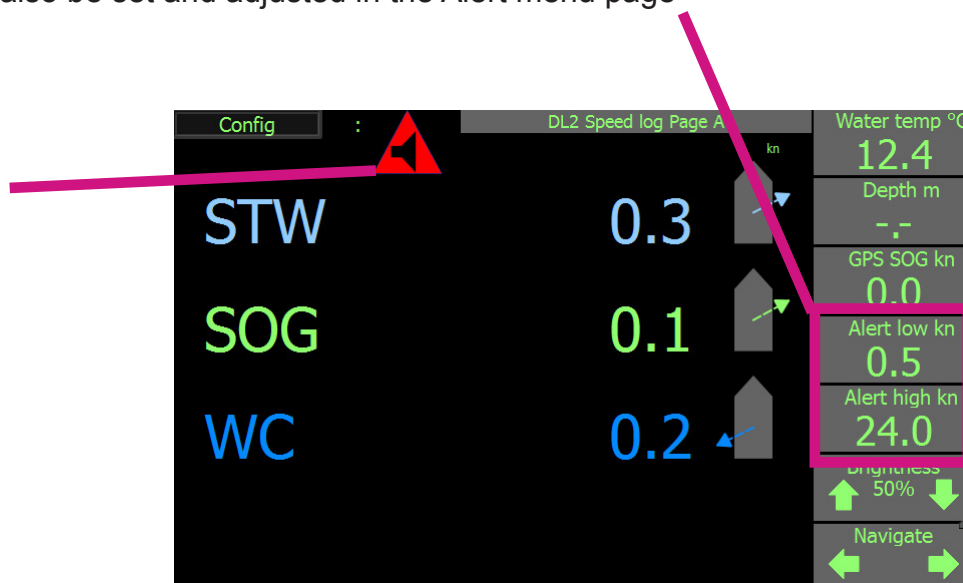 also be set and adjusted in the Alert menu page
Config
:
DL2 Speed log Page A
kn
STW 0.3
SOG 0.1
WC 0.2
Water temp °C
12.4
Depth m
-.-
GPS SOG kn
0.0
Alert low kn
0.5
Alert high kn
24.0
Brightness
50%
Navigate